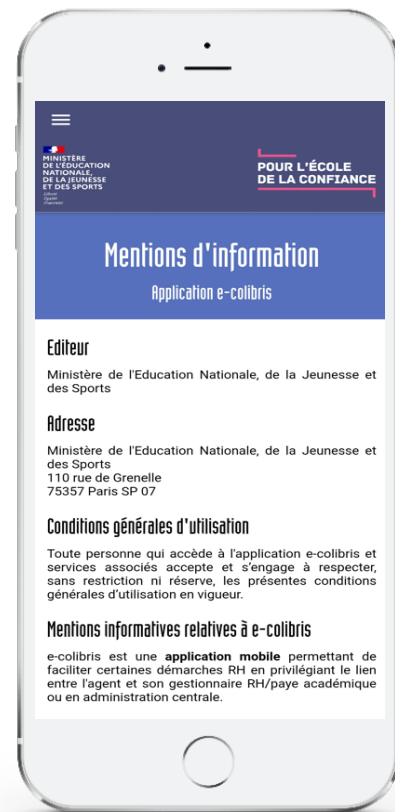 MINISTÈRE
DE L'ÉDUCATION
NATIONALE,
DE LA JEUNESSE
ET DES SPORTS
Liberté
Égalité
Fraternité
POUR L'ÉCOLE
DE LA CONFIANCE
Mentions d'information
Application e-colibris
Editeur
Ministère de l'Education Nationale, de la Jeunesse et
des Sports
Adresse
Ministère de l'Education Nationale, de la Jeunesse et
des Sports
110 rue de Grenelle
75357 Paris SP 07
Conditions générales d'utilisation
Toute personne qui accède à l'application e-colibris et
services associés accepte et s’engage à respecter,
sans restriction ni réserve, les présentes conditions
générales d’utilisation en vigueur.
Mentions informatives relatives à e-colibris
e-colibris est une application mobile permettant de
faciliter certaines démarches RH en privilégiant le lien
entre l'agent et son gestionnaire RH/paye académique
ou en administration centrale.